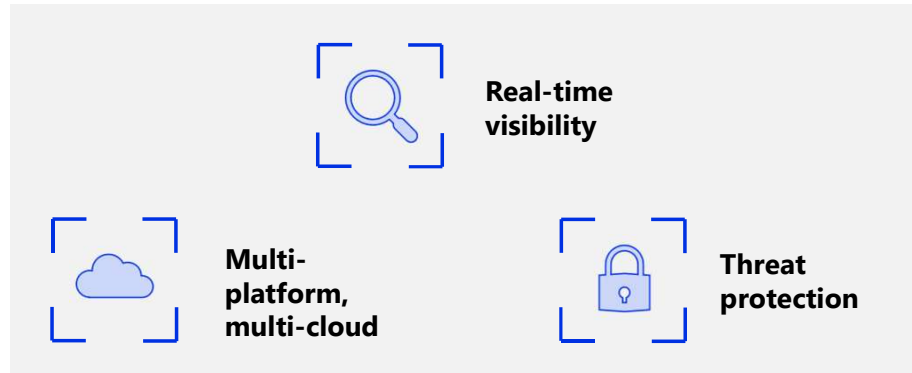 Real-time
visibility
Multi-
platform,
multi-cloud
Threat
protection